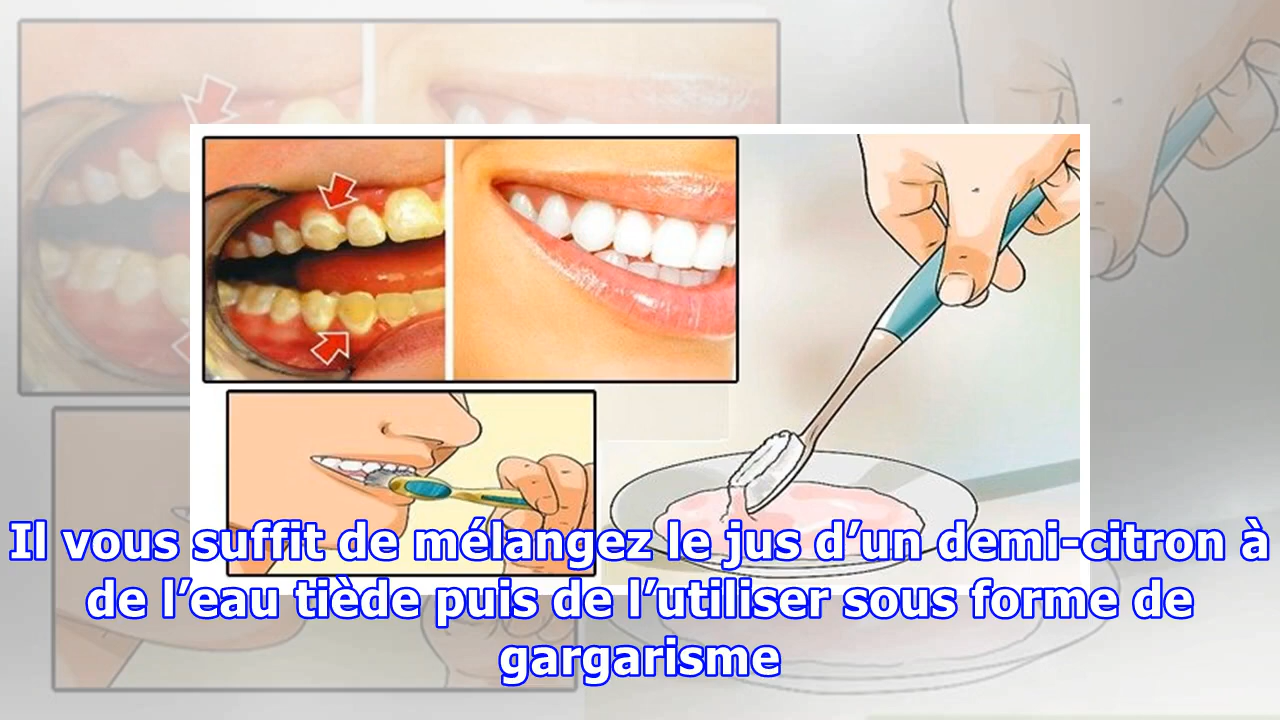 Il vous suffit de mélangez le jus d’un demi-citron à
de l’eau tiède puis de l’utiliser sous forme de
gargarisme